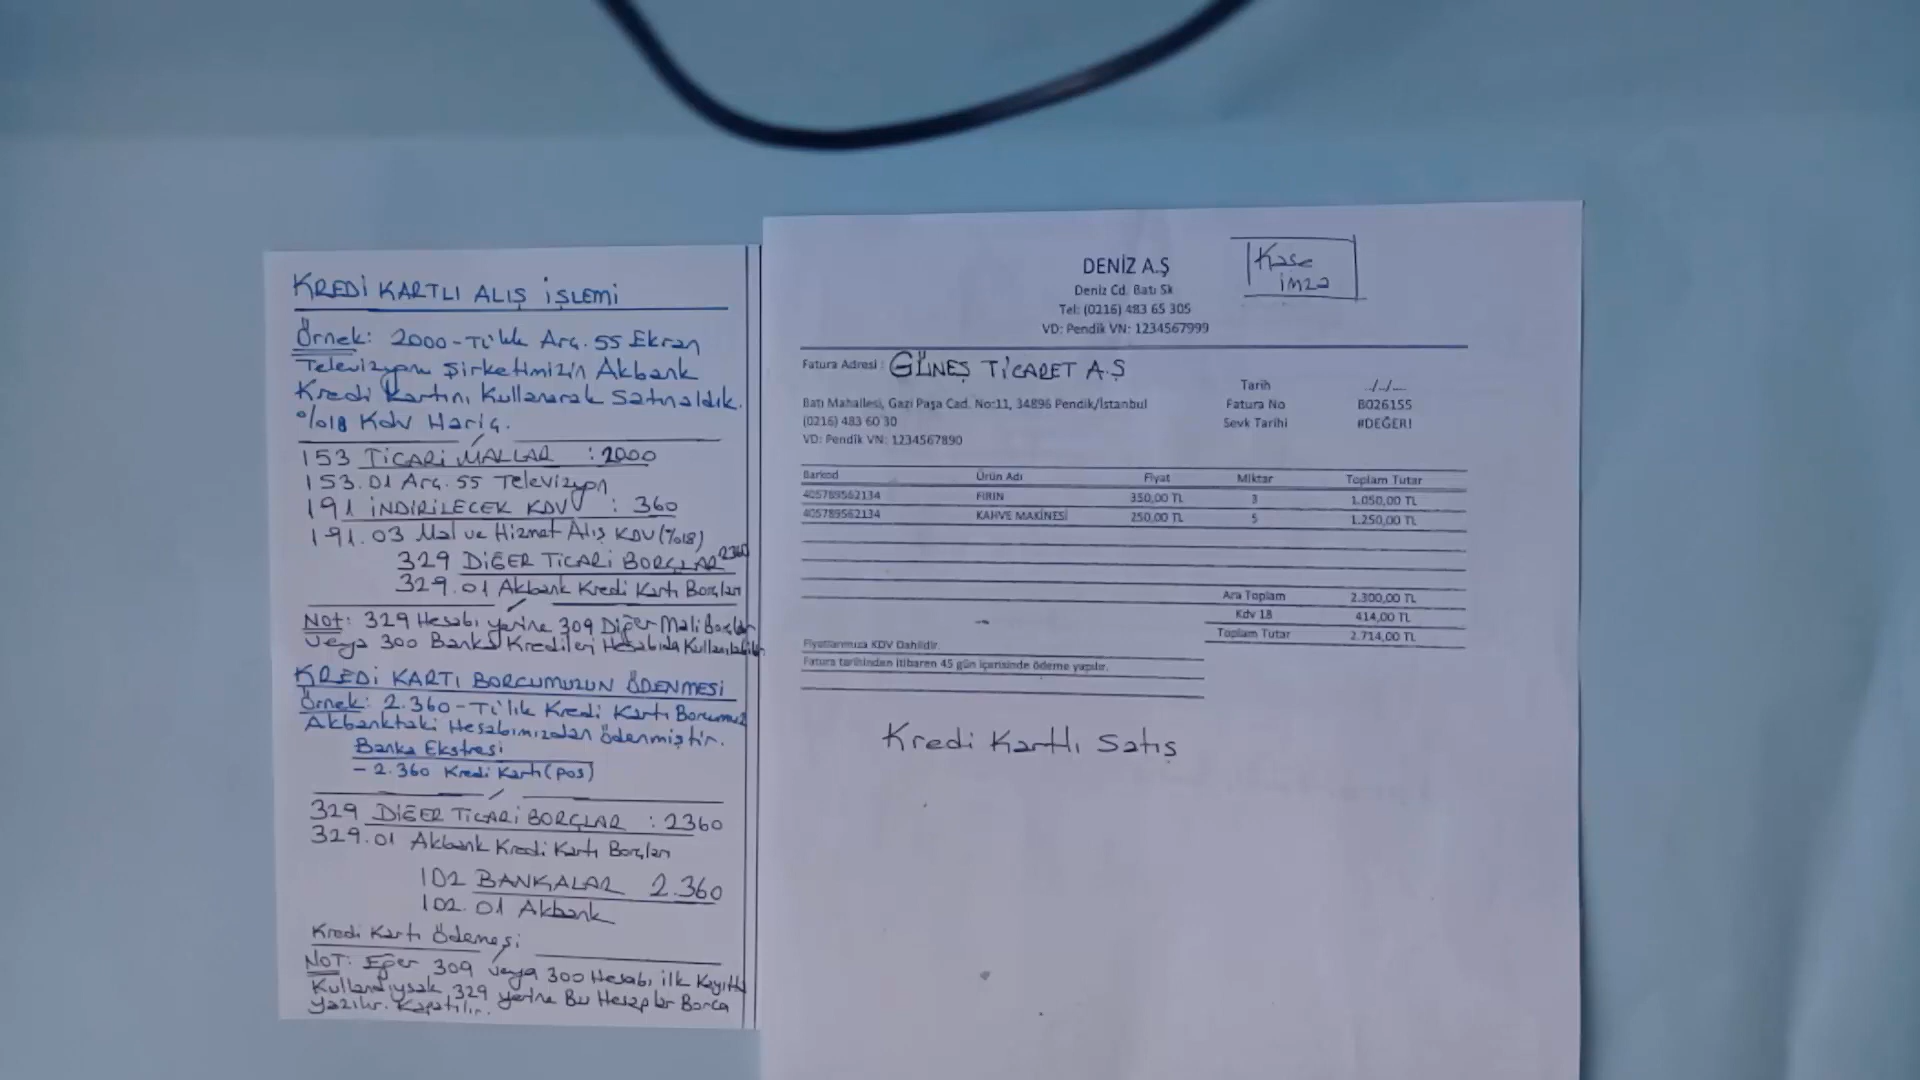 KREDİ KARTLI ALIŞ İŞLEMİ
Örnek: 2000-TL'lik Arç. 55 Ekran
Televizyonu Şirketimizin Akbank
Kredi Kartını Kullanarak Satınaldık.
%18 Kdv Hariç.
153 TİCARİ MALLAR : 2000
153.01 Arç. 55 Televizyon
191 İNDİRİLECEK KDV : 360
191.03 Mal ve Hizmet Alış KDV (%18)
329 DİĞER TİCARİ BORÇLAR 2360
329.01 Akbank Kredi Kartı Borçları
Not: 329 Hesabı yerine 309 Diğer Mali Borçlar
veya 300 Banka Kredileri Hesabıda Kullanılabilir
KREDİ KARTI BORCUMUZUN ÖDENMESİ
Örnek: 2.360-TL'lik Kredi Kartı Borcumuz
Akbanktaki Hesabımızdan ödenmiştir.
Banka Ekstresi
- 2.360 Kredi Kartı (pos)
329 DİĞER TİCARİ BORÇLAR : 2360
329.01 Akbank Kredi Kartı Borçları
102 BANKALAR 2.360
102.01 Akbank
Kredi Kartı Ödemesi
NOT: Eğer 309 veya 300 Hesabı ilk Kayıtta
Kullandıysak 329 yerine Bu Hesaplar Borca
yazılır. Kapatılır.
Kaşe
imza
DENİZ A.Ş
Deniz Cd. Batı Sk
Tel: (0216) 483 65 305
VD: Pendik VN: 1234567999
Fatura Adresi : GÜNEŞ TİCARET A.Ş
Batı Mahallesi, Gazi Paşa Cad. No:11, 34896 Pendik/İstanbul
(0216) 483 60 30
VD: Pendik VN: 1234567890
Tarih ../../...
Fatura No B026155
Sevk Tarihi #DEĞER!
Barkod Ürün Adı Fiyat Miktar Toplam Tutar
405789562134 FIRIN 350,00 TL 3 1.050,00 TL
405789562134 KAHVE MAKİNESİ 250,00 TL 5 1.250,00 TL
Ara Toplam 2.300,00 TL
Kdv 18 414,00 TL
Toplam Tutar 2.714,00 TL
Fiyatlarımıza KDV Dahildir.
Fatura tarihinden itibaren 45 gün içerisinde ödeme yapılır.
Kredi Kartlı Satış